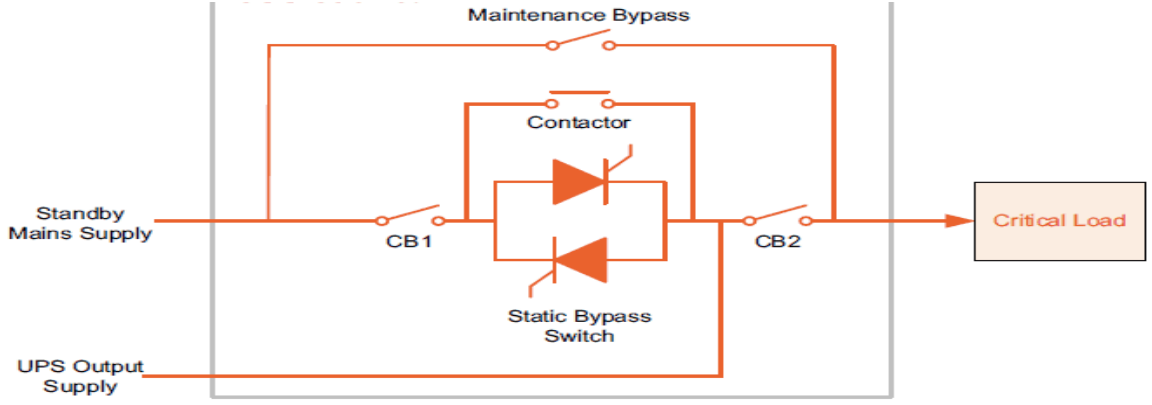 Maintenance Bypass
Contactor
Standby
Mains Supply
CB1
CB2
Critical Load
Static Bypass
Switch
UPS Output
Supply